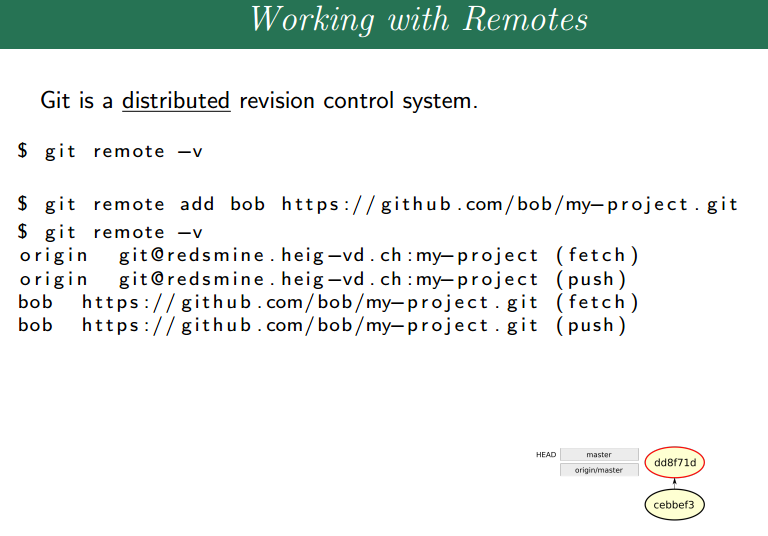 Working with Remotes
Git is a distributed revision control system.
$ git remote -v
$ git remote add bob https://github.com/bob/my-project.git
$ git remote -v
origin git@redsmine.heig-vd.ch:my-project (fetch)
origin git@redsmine.heig-vd.ch:my-project (push)
bob https://github.com/bob/my-project.git (fetch)
bob https://github.com/bob/my-project.git (push)
HEAD master
origin/master
dd8f71d
cebbef3